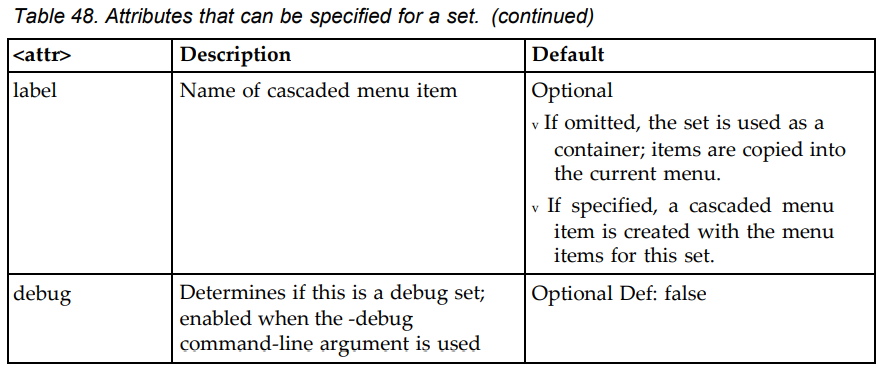 Table 48. Attributes that can be specified for a set. (continued)
<attr> Description Default
label Name of cascaded menu item Optional
v If omitted, the set is used as a
container; items are copied into
the current menu.
v If specified, a cascaded menu
item is created with the menu
items for this set.
debug Determines if this is a debug set; Optional Def: false
enabled when the -debug
command-line argument is used